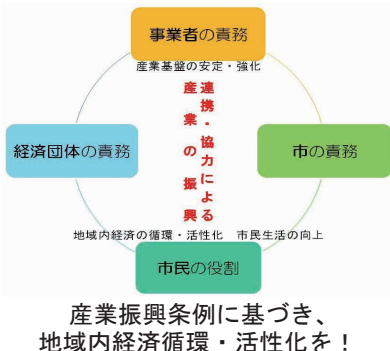 事業者の責務
産業基盤の安定・強化
連携・協力による
産業の振興
経済団体の責務
市の責務
地域内経済の循環・活性化　市民生活の向上
市民の役割
産業振興条例に基づき、
地域内経済循環・活性化を！